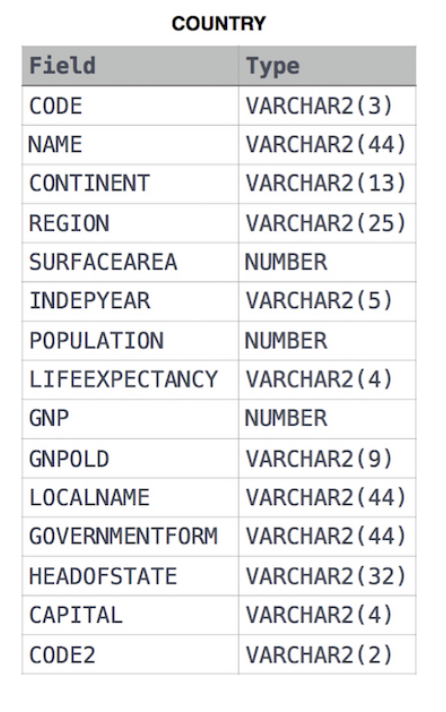 COUNTRY
Field Type
CODE VARCHAR2(3)
NAME VARCHAR2(44)
CONTINENT VARCHAR2(13)
REGION VARCHAR2(25)
SURFACEAREA NUMBER
INDEPYEAR VARCHAR2(5)
POPULATION NUMBER
LIFEEXPECTANCY VARCHAR2(4)
GNP NUMBER
GNPOLD VARCHAR2(9)
LOCALNAME VARCHAR2(44)
GOVERNMENTFORM VARCHAR2(44)
HEADOFSTATE VARCHAR2(32)
CAPITAL VARCHAR2(4)
CODE2 VARCHAR2(2)